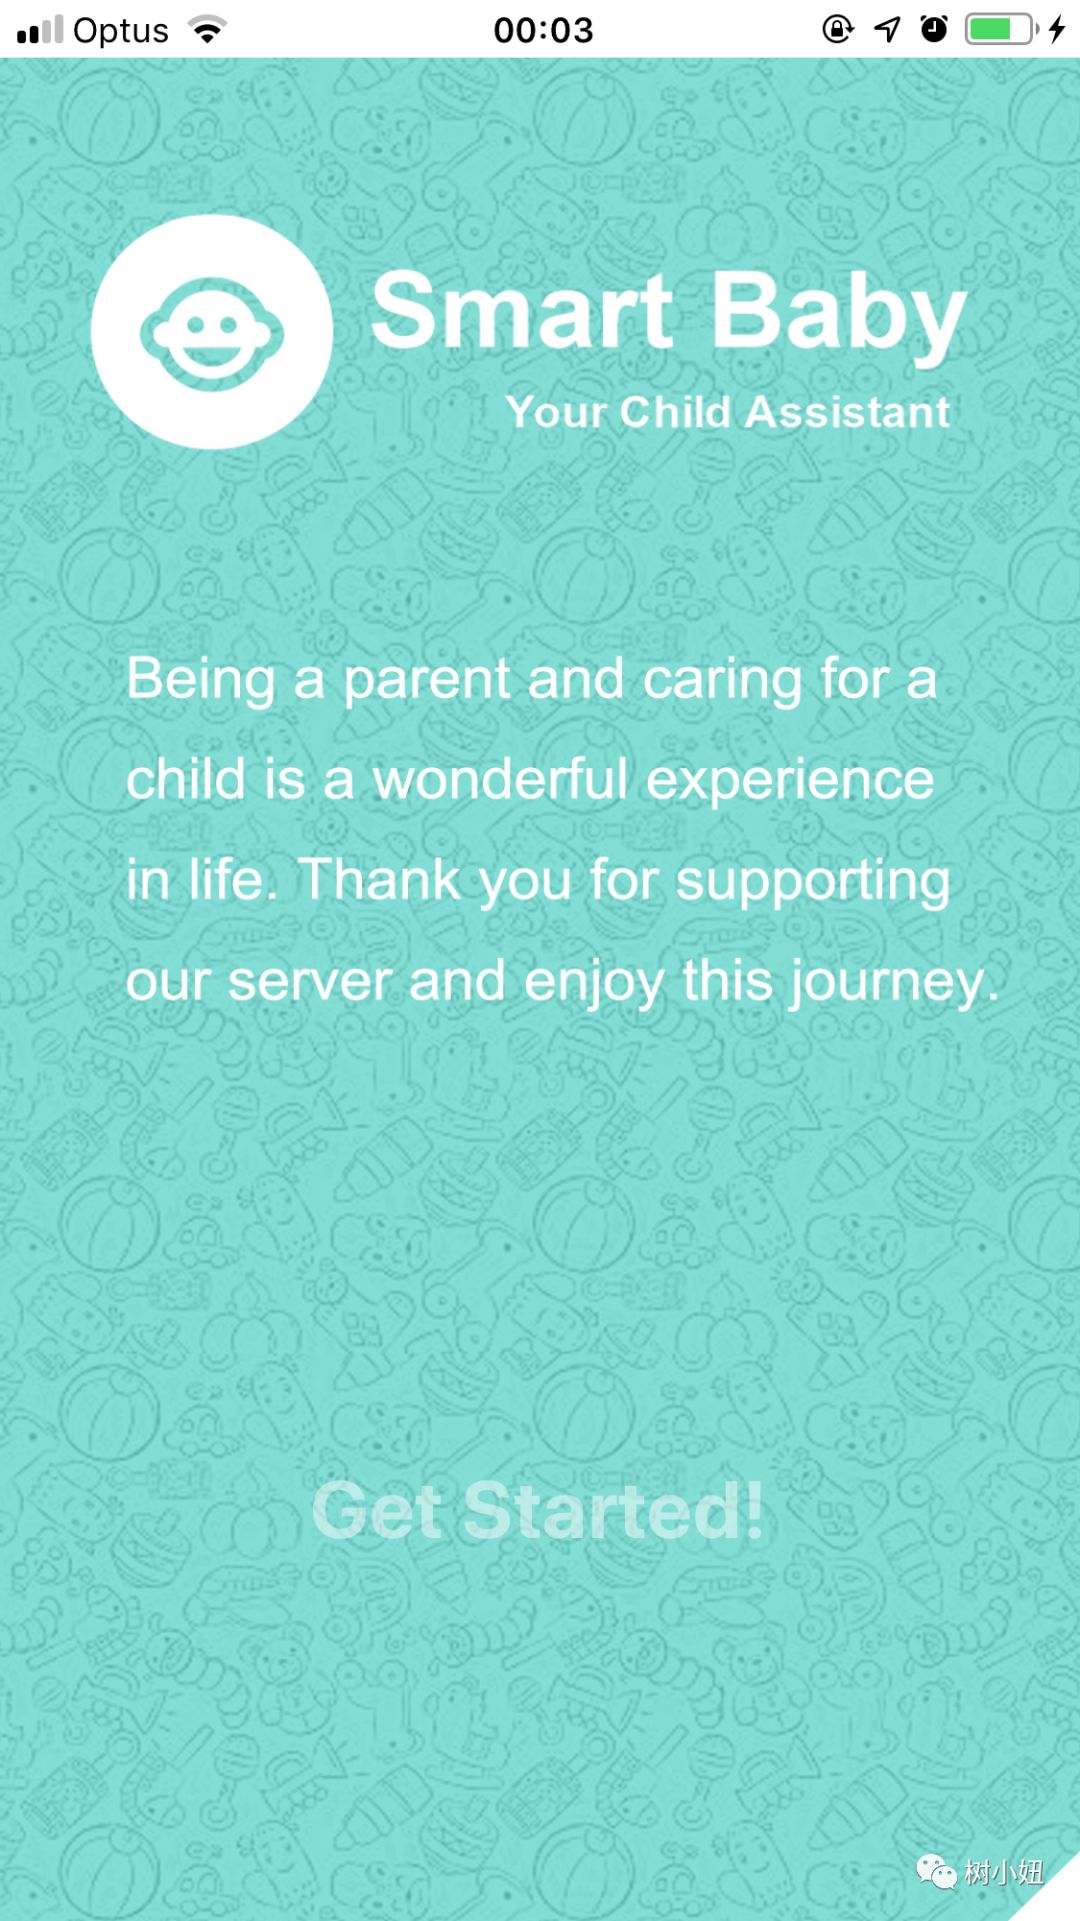 Optus 00:03
Smart Baby
Your Child Assistant
Being a parent and caring for a
child is a wonderful experience
in life. Thank you for supporting
our server and enjoy this journey.
Get Started!
树小妞